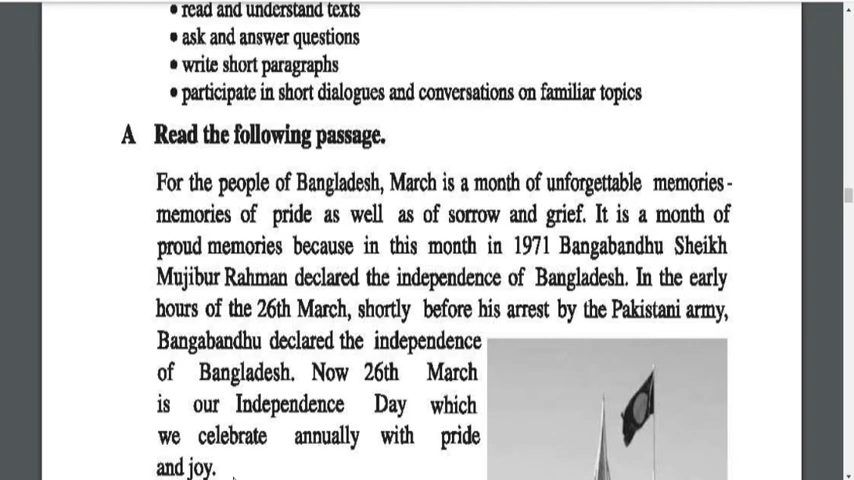 • read and understand texts
• ask and answer questions
• write short paragraphs
• participate in short dialogues and conversations on familiar topics
A Read the following passage.
For the people of Bangladesh, March is a month of unforgettable memories -
memories of pride as well as of sorrow and grief. It is a month of
proud memories because in this month in 1971 Bangabandhu Sheikh
Mujibur Rahman declared the independence of Bangladesh. In the early
hours of the 26th March, shortly before his arrest by the Pakistani army,
Bangabandhu declared the independence
of Bangladesh. Now 26th March
is our Independence Day which
we celebrate annually with pride
and joy.